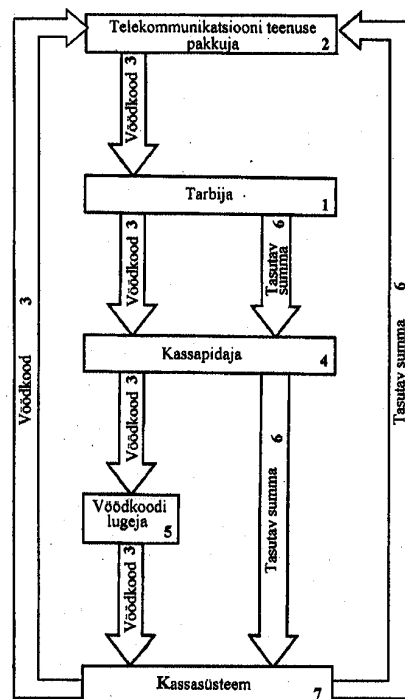 Telekommunikatsiooni teenuse
pakkuja
2
Vöödkood 3
Tarbija
1
Vöödkood 3
Tasutav
summa
6
Kassapidaja
4
Vöödkood 3
Tasutav summa 6
Vöödkoodi
lugeja
5
Vöödkood 3
Kassasüsteem
7
Vöödkood 3
Tasutav summa 6